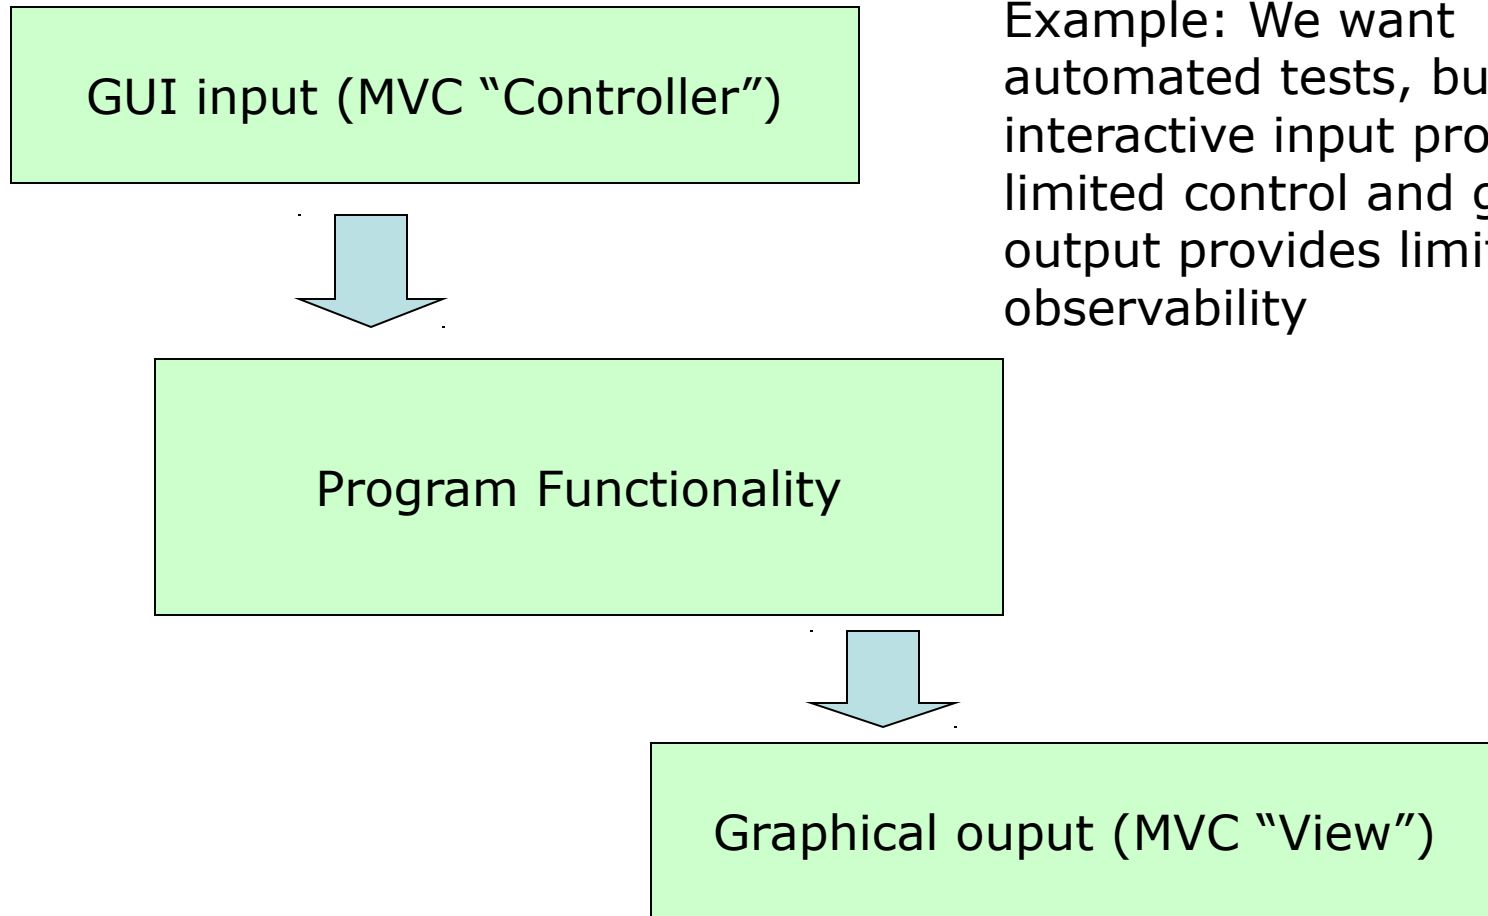 GUI input (MVC “Controller”)
Example: We want
automated tests, bu
interactive input pro
limited control and g
output provides limi
observability
Program Functionality
Graphical ouput (MVC “View”)